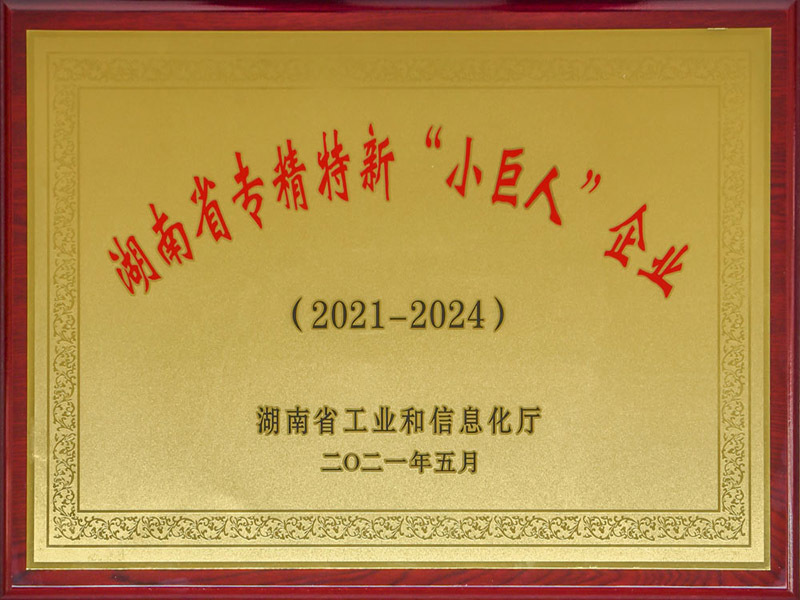 湖南省专精特新“小巨人”企业
（2021-2024）
湖南省工业和信息化厅
二〇二一年五月